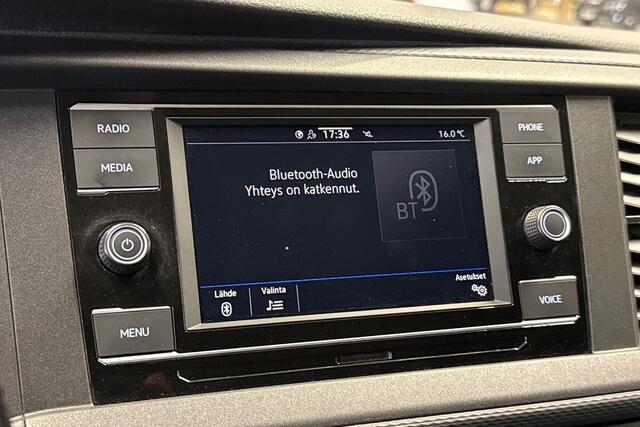 RADIO
MEDIA
MENU
17:36
16.0 °C
Bluetooth-Audio
Yhteys on katkennut.
BT
Lähde
Valinta
Asetukset
PHONE
APP
VOICE